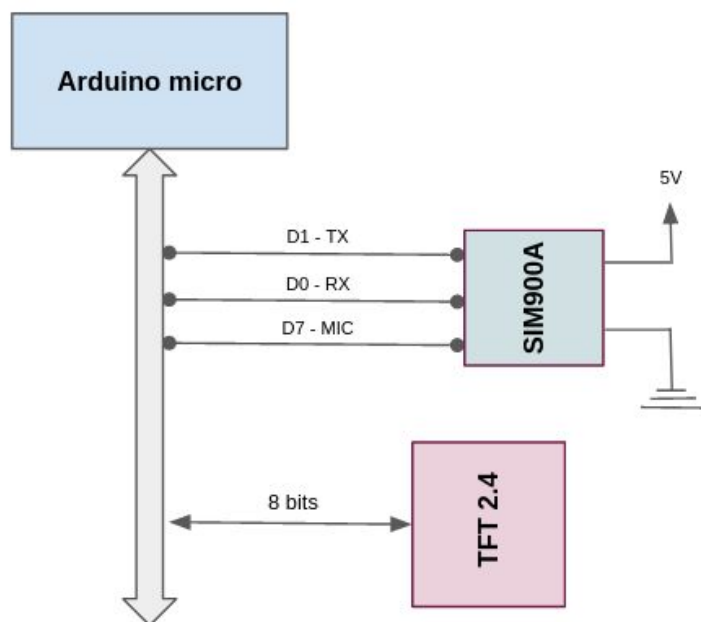 Arduino micro
5V
D1 - TX
D0 - RX
D7 - MIC
SIM900A
8 bits
TFT 2.4